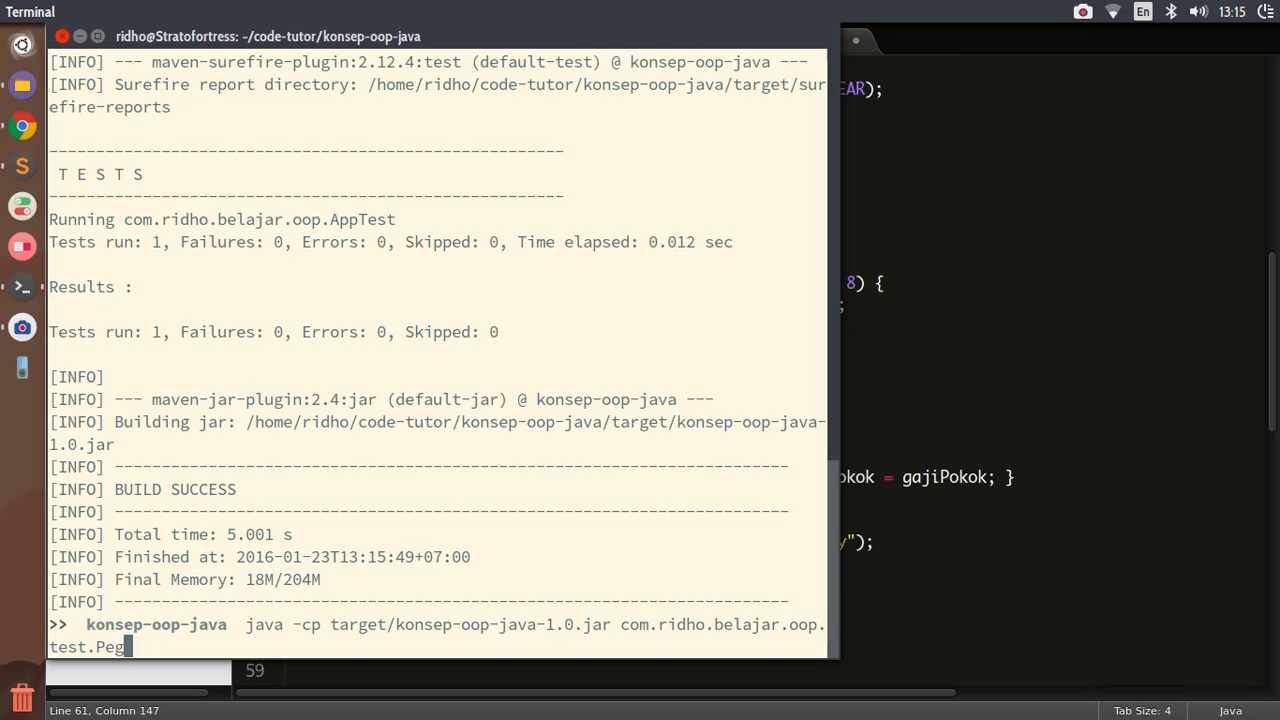 Terminal
En
13:15
ridho@Stratofortress: ~/code-tutor/konsep-oop-java
[INFO] --- maven-surefire-plugin:2.12.4:test (default-test) @ konsep-oop-java ---
[INFO] Surefire report directory: /home/ridho/code-tutor/konsep-oop-java/target/sur
efire-reports
-------------------------------------------------------
T E S T S
-------------------------------------------------------
Running com.ridho.belajar.oop.AppTest
Tests run: 1, Failures: 0, Errors: 0, Skipped: 0, Time elapsed: 0.012 sec
Results :
Tests run: 1, Failures: 0, Errors: 0, Skipped: 0
[INFO]
[INFO] --- maven-jar-plugin:2.4:jar (default-jar) @ konsep-oop-java ---
[INFO] Building jar: /home/ridho/code-tutor/konsep-oop-java/target/konsep-oop-java-
1.0.jar
[INFO] ------------------------------------------------------------------------
[INFO] BUILD SUCCESS
[INFO] ------------------------------------------------------------------------
[INFO] Total time: 5.001 s
[INFO] Finished at: 2016-01-23T13:15:49+07:00
[INFO] Final Memory: 18M/204M
[INFO] ------------------------------------------------------------------------
>> konsep-oop-java java -cp target/konsep-oop-java-1.0.jar com.ridho.belajar.oop.
test.Peg
EAR);
8) {
;
okok = gajiPokok; }
y");
59
Line 61, Column 147
Tab Size: 4
Java